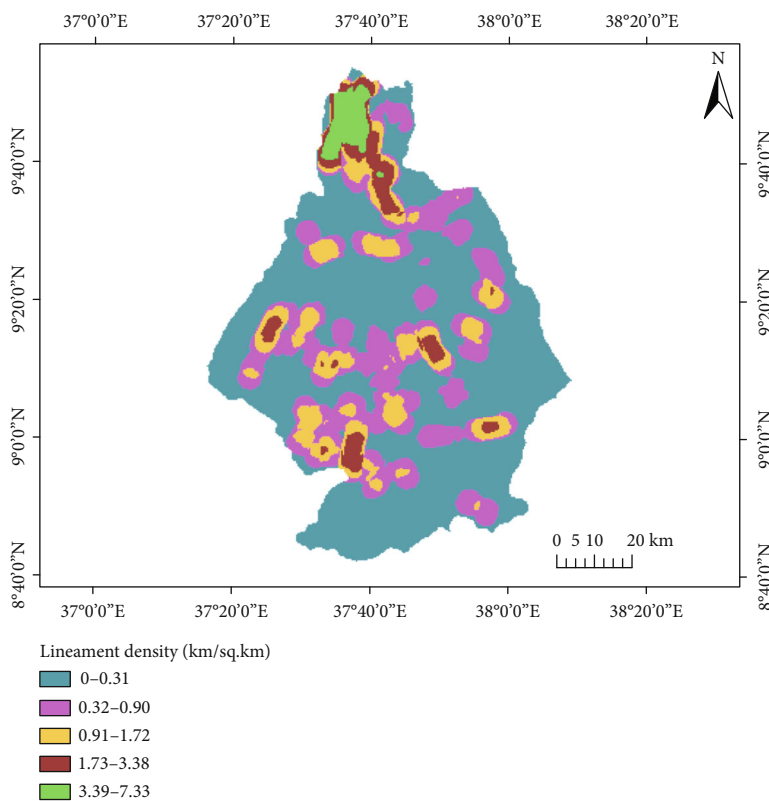 37°0'0"E 37°20'0"E 37°40'0"E 38°0'0"E 38°20'0"E
N
9°40'0"N 9°40'0"N
9°20'0"N 9°20'0"N
9°0'0"N 9°0'0"N
0 5 10 20 km
8°40'0"N 8°40'0"N
37°0'0"E 37°20'0"E 37°40'0"E 38°0'0"E 38°20'0"E
Lineament density (km/sq.km)
0–0.31
0.32–0.90
0.91–1.72
1.73–3.38
3.39–7.33